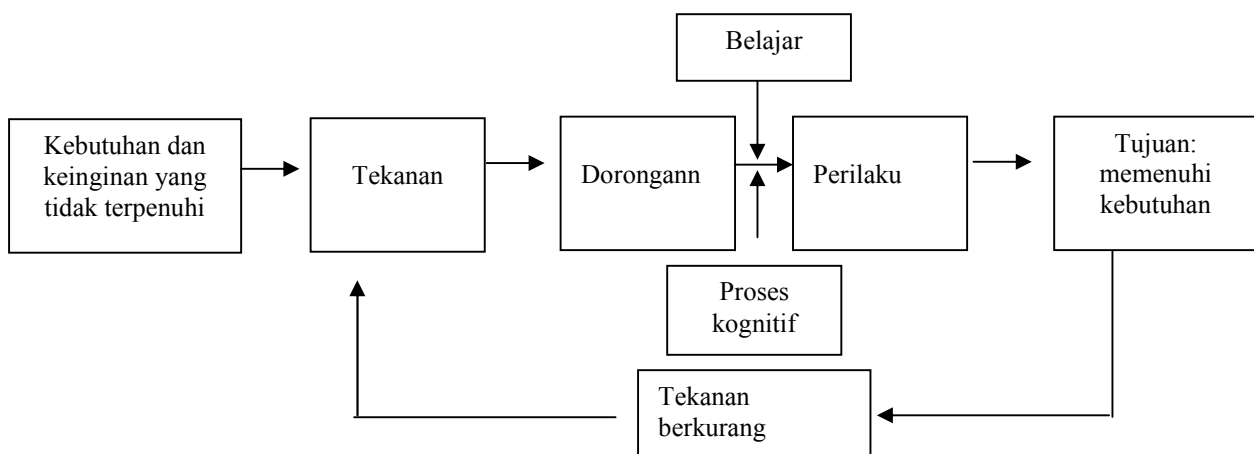 Belajar
Kebutuhan dan
keinginan yang
tidak terpenuhi
Tekanan
Dorongann
Perilaku
Tujuan:
memenuhi
kebutuhan
Proses
kognitif
Tekanan
berkurang